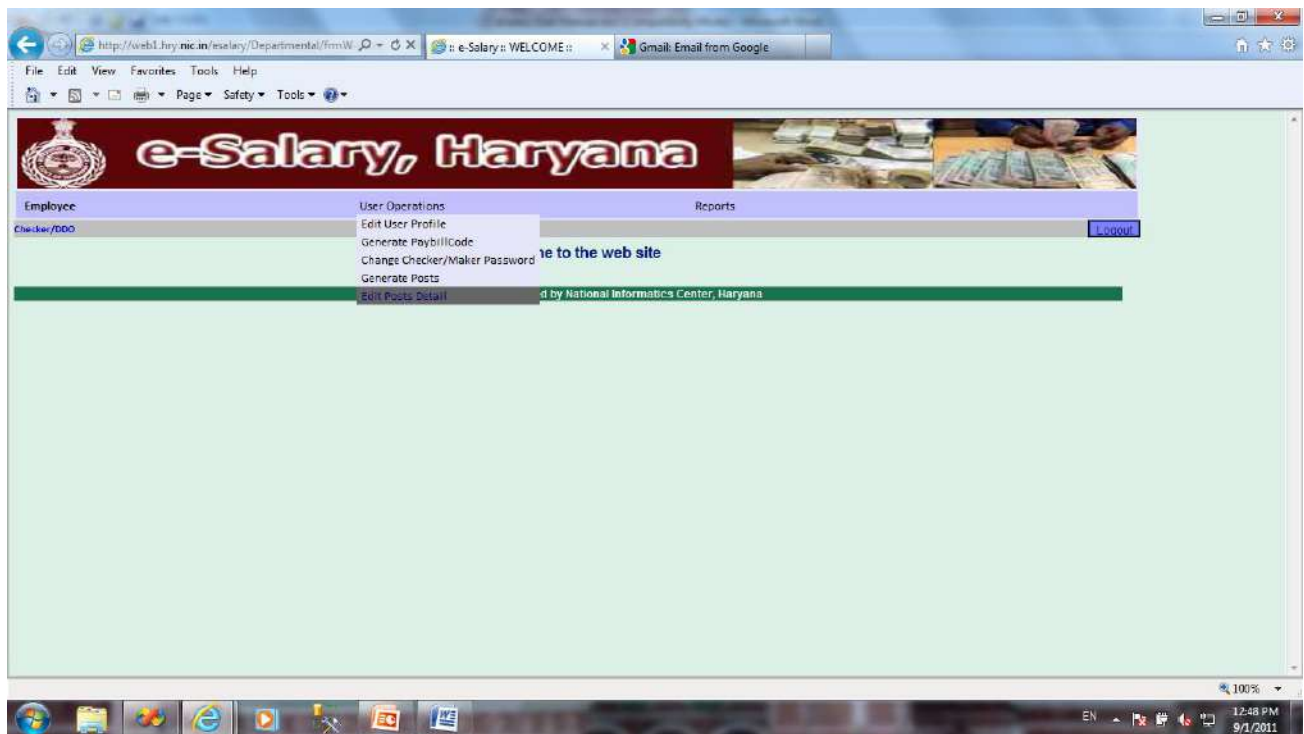 http://web1.hry.nic.in/esalary/Departmental/frmW
:: e-Salary :: WELCOME ::
Gmail: Email from Google
File Edit View Favorites Tools Help
Page Safety Tools
e-Salary, Haryana
Employee User Operations Reports
Checker/DDO Logout
Edit User Profile
Generate PaybillCode
Change Checker/Maker Password
Generate Posts
Edit Posts Detail
me to the web site
d by National Informatics Center, Haryana
100%
EN
12:48 PM
9/1/2011